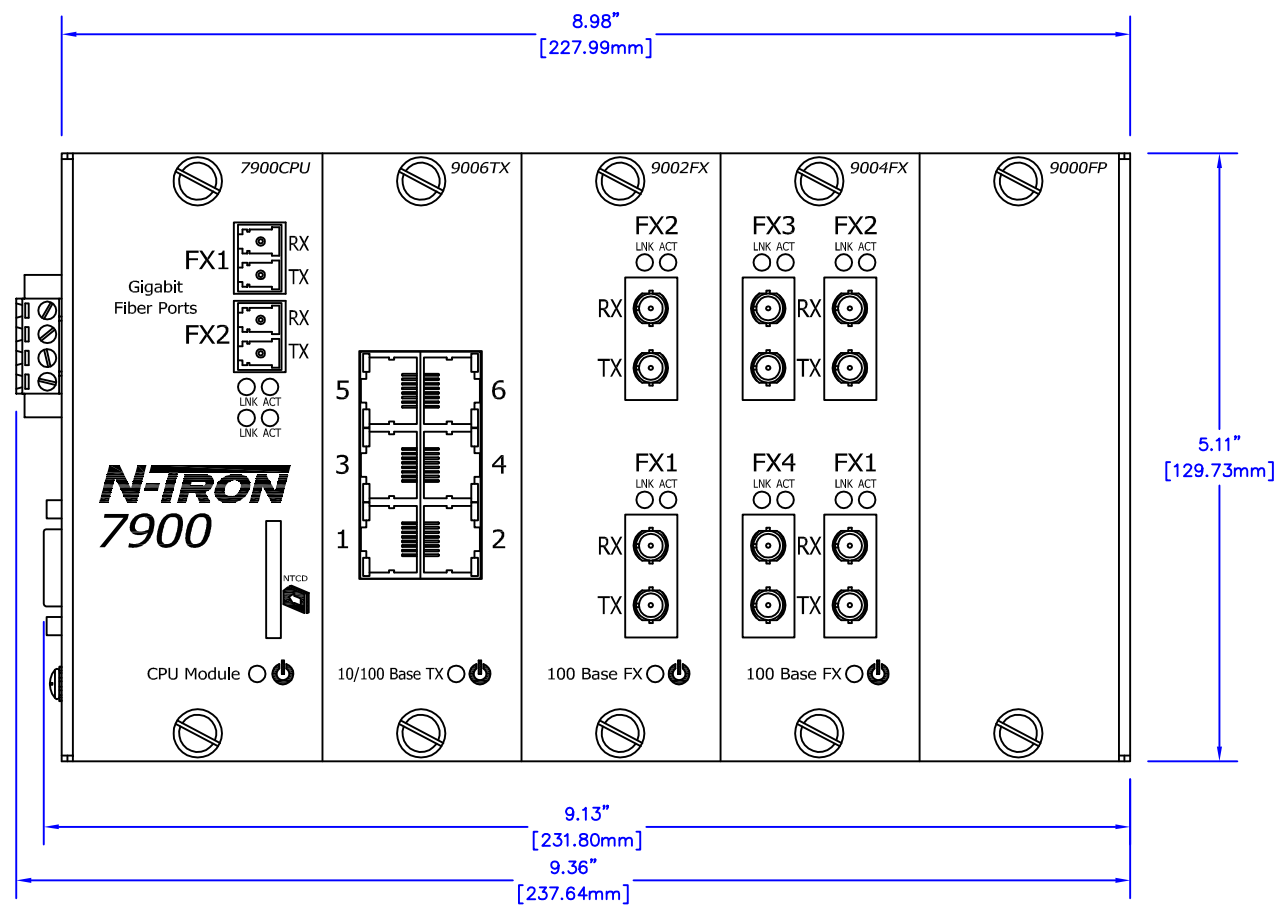 8.98"
[227.99mm]
7900CPU
9006TX
9002FX
9004FX
9000FP
FX1
RX
TX
Gigabit
Fiber Ports
FX2
RX
TX
LNK ACT
LNK ACT
N-TRON
7900
NTCD
CPU Module
5
6
3
4
1
2
10/100 Base TX
FX2
LNK ACT
RX
TX
FX1
LNK ACT
RX
TX
100 Base FX
FX3
FX2
LNK ACT
LNK ACT
RX
TX
FX4
FX1
LNK ACT
LNK ACT
RX
TX
100 Base FX
5.11"
[129.73mm]
9.13"
[231.80mm]
9.36"
[237.64mm]